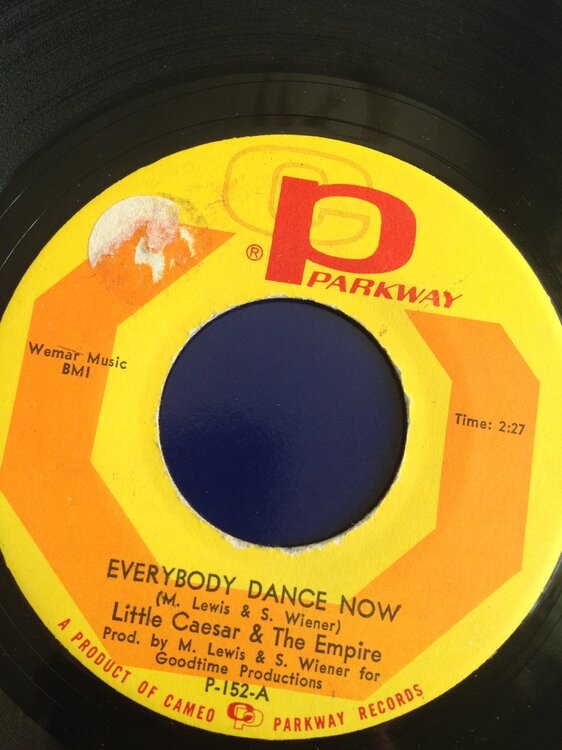 P
®
PARKWAY
Wemar Music
BMI
Time: 2:27
EVERYBODY DANCE NOW
(M. Lewis & S. Wiener)
Little Caesar & The Empire
Prod. by M. Lewis & S. Wiener for
Goodtime Productions
P-152-A
A PRODUCT OF CAMEO CP PARKWAY RECORDS